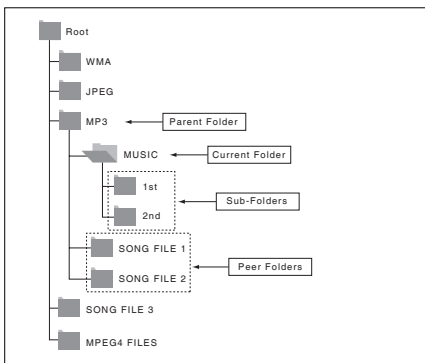 Root
WMA
JPEG
MP3
Parent Folder
MUSIC
Current Folder
1st
Sub-Folders
2nd
SONG FILE 1
Peer Folders
SONG FILE 2
SONG FILE 3
MPEG4 FILES